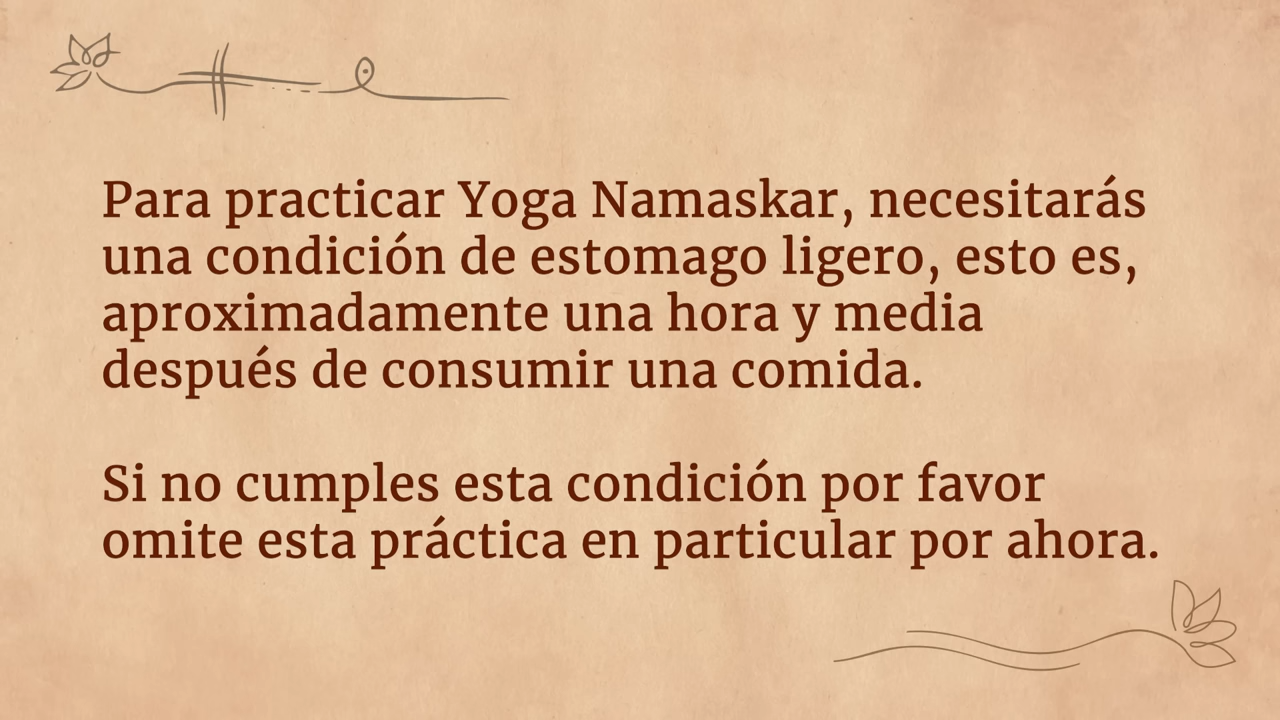 Para practicar Yoga Namaskar, necesitarás
una condición de estomago ligero, esto es,
aproximadamente una hora y media
después de consumir una comida.
Si no cumples esta condición por favor
omite esta práctica en particular por ahora.